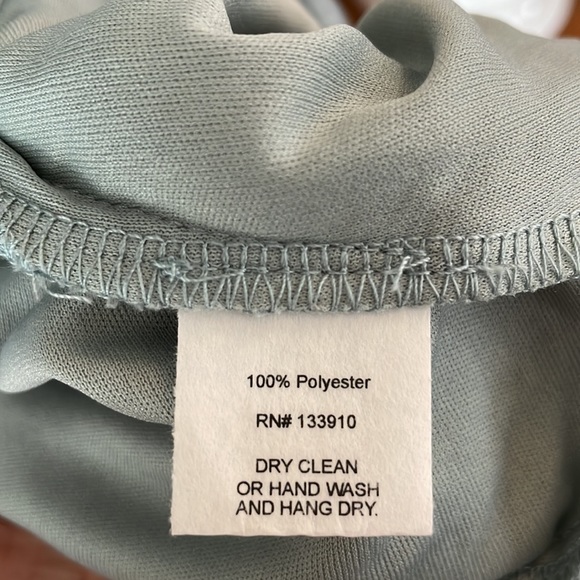 100% Polyester
RN# 133910
DRY CLEAN
OR HAND WASH
AND HANG DRY.